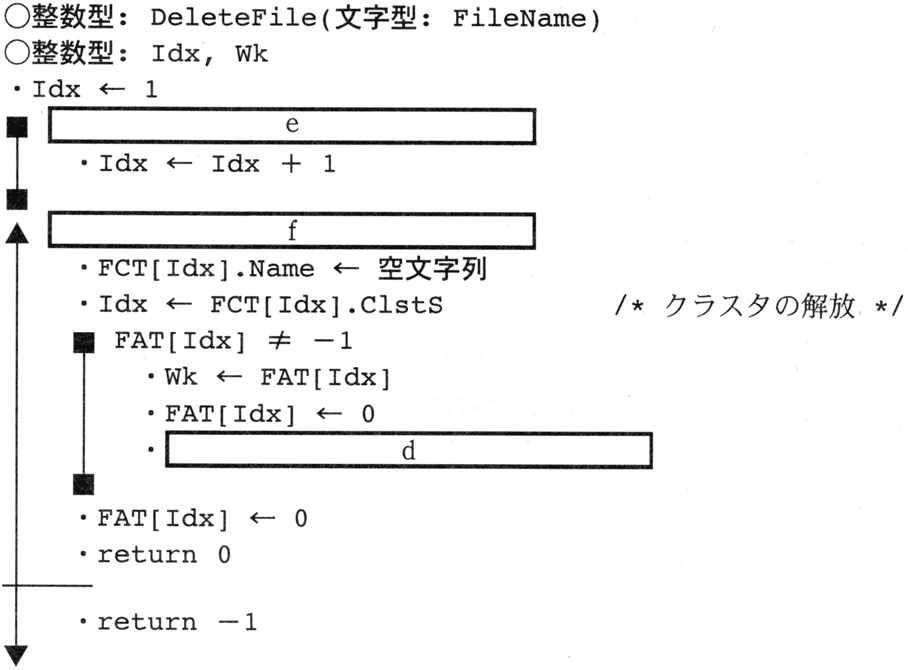 ○整数型: DeleteFile(文字型: FileName)
○整数型: Idx, Wk
・Idx ← 1
e
・Idx ← Idx + 1
f
・FCT[Idx].Name ← 空文字列
・Idx ← FCT[Idx].ClstS /* クラスタの解放 */
FAT[Idx] ≠ −1
・Wk ← FAT[Idx]
・FAT[Idx] ← 0
・ d
・FAT[Idx] ← 0
・return 0
・return −1